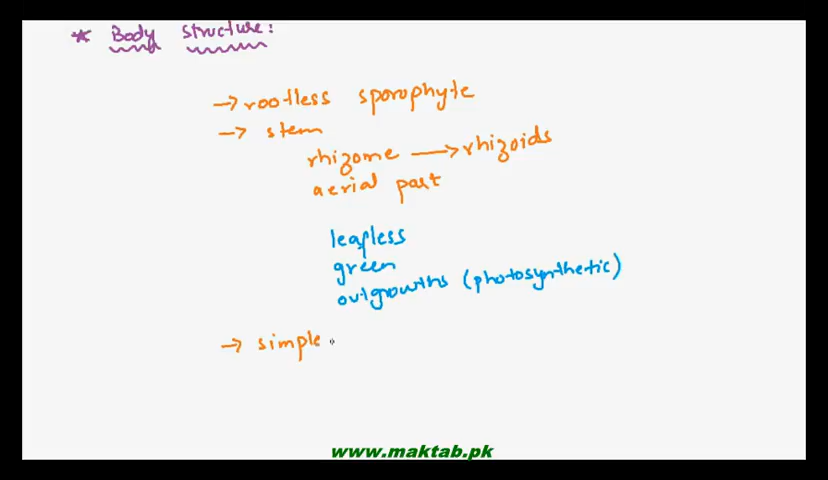 * Body structure:
→ rootless sporophyte
→ stem
rhizome → rhizoids
aerial part
leafless
green
outgrowths (photosynthetic)
→ simple
www.maktab.pk